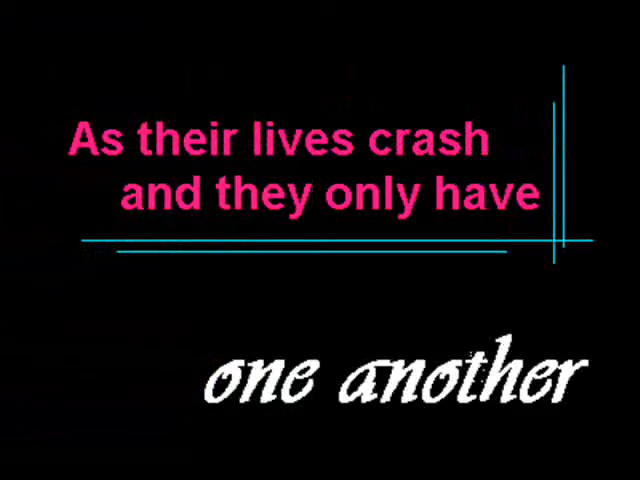 As their lives crash
and they only have
one another